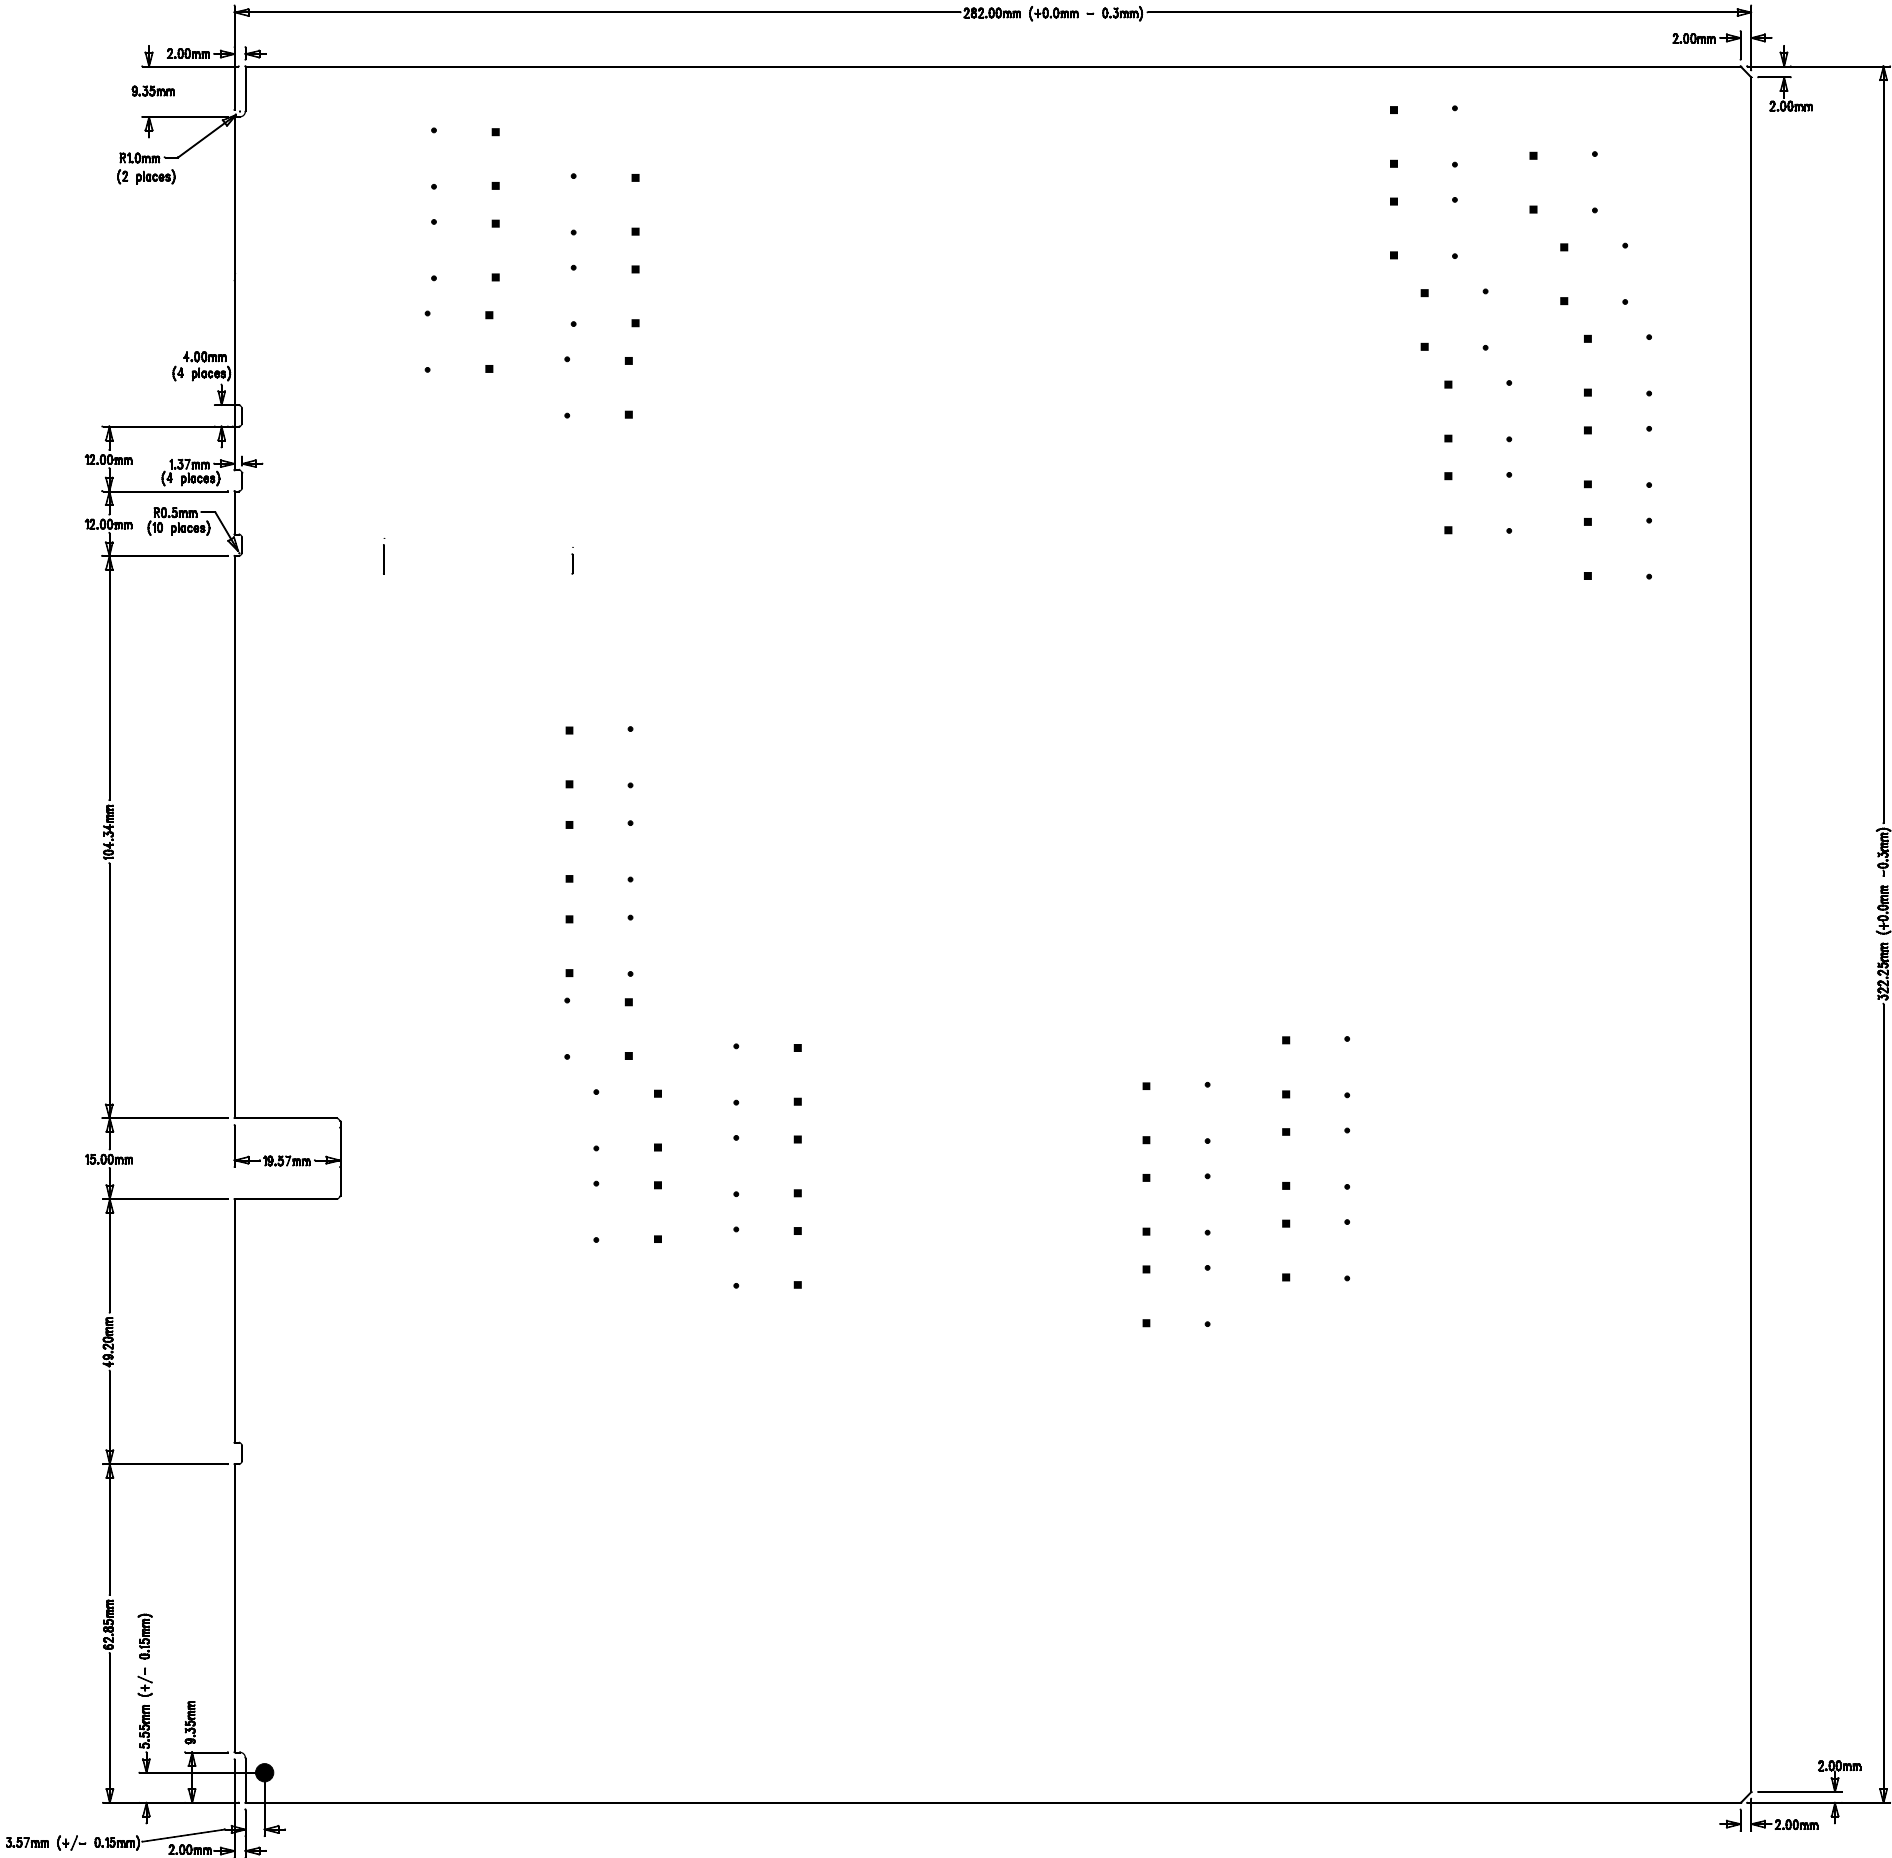 282.00mm (+0.0mm - 0.3mm)
2.00mm
2.00mm
9.35mm
2.00mm
R1.0mm
(2 places)
4.00mm
(4 places)
12.00mm
1.37mm
(4 places)
R0.5mm
(10 places)
12.00mm
104.34mm
322.25mm (+0.0mm -0.3mm)
15.00mm
19.57mm
49.20mm
62.85mm
5.55mm (+/- 0.15mm)
9.35mm
2.00mm
3.57mm (+/- 0.15mm)
2.00mm
2.00mm